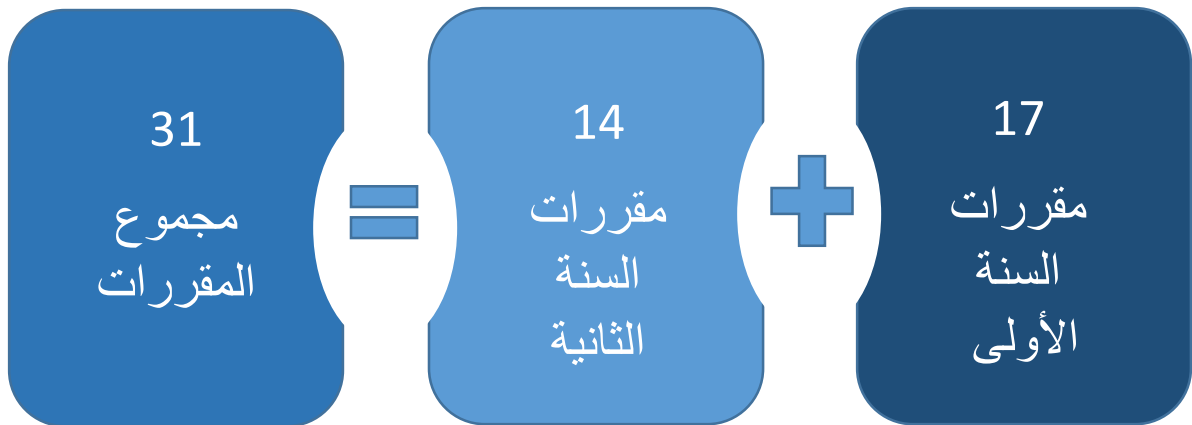 17
مقررات
السنة
الأولى
14
مقررات
السنة
الثانية
31
مجموع
المقررات